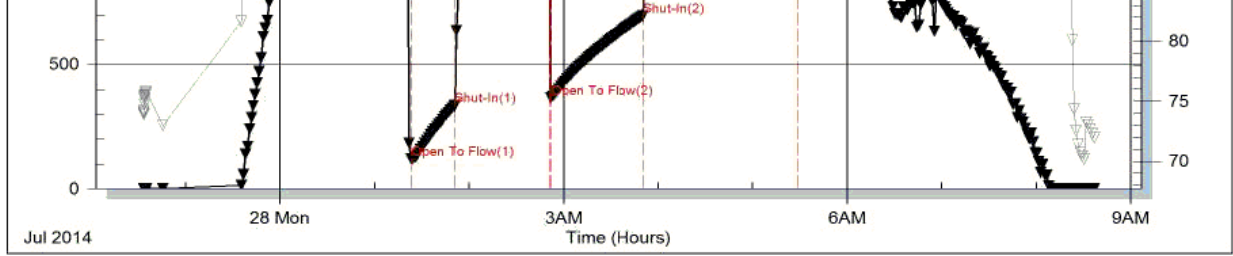 Shut-In(2)
80
500
Shut-In(1)
Open To Flow(2)
75
Open To Flow(1)
70
0
28 Mon
3AM
6AM
9AM
Jul 2014
Time (Hours)